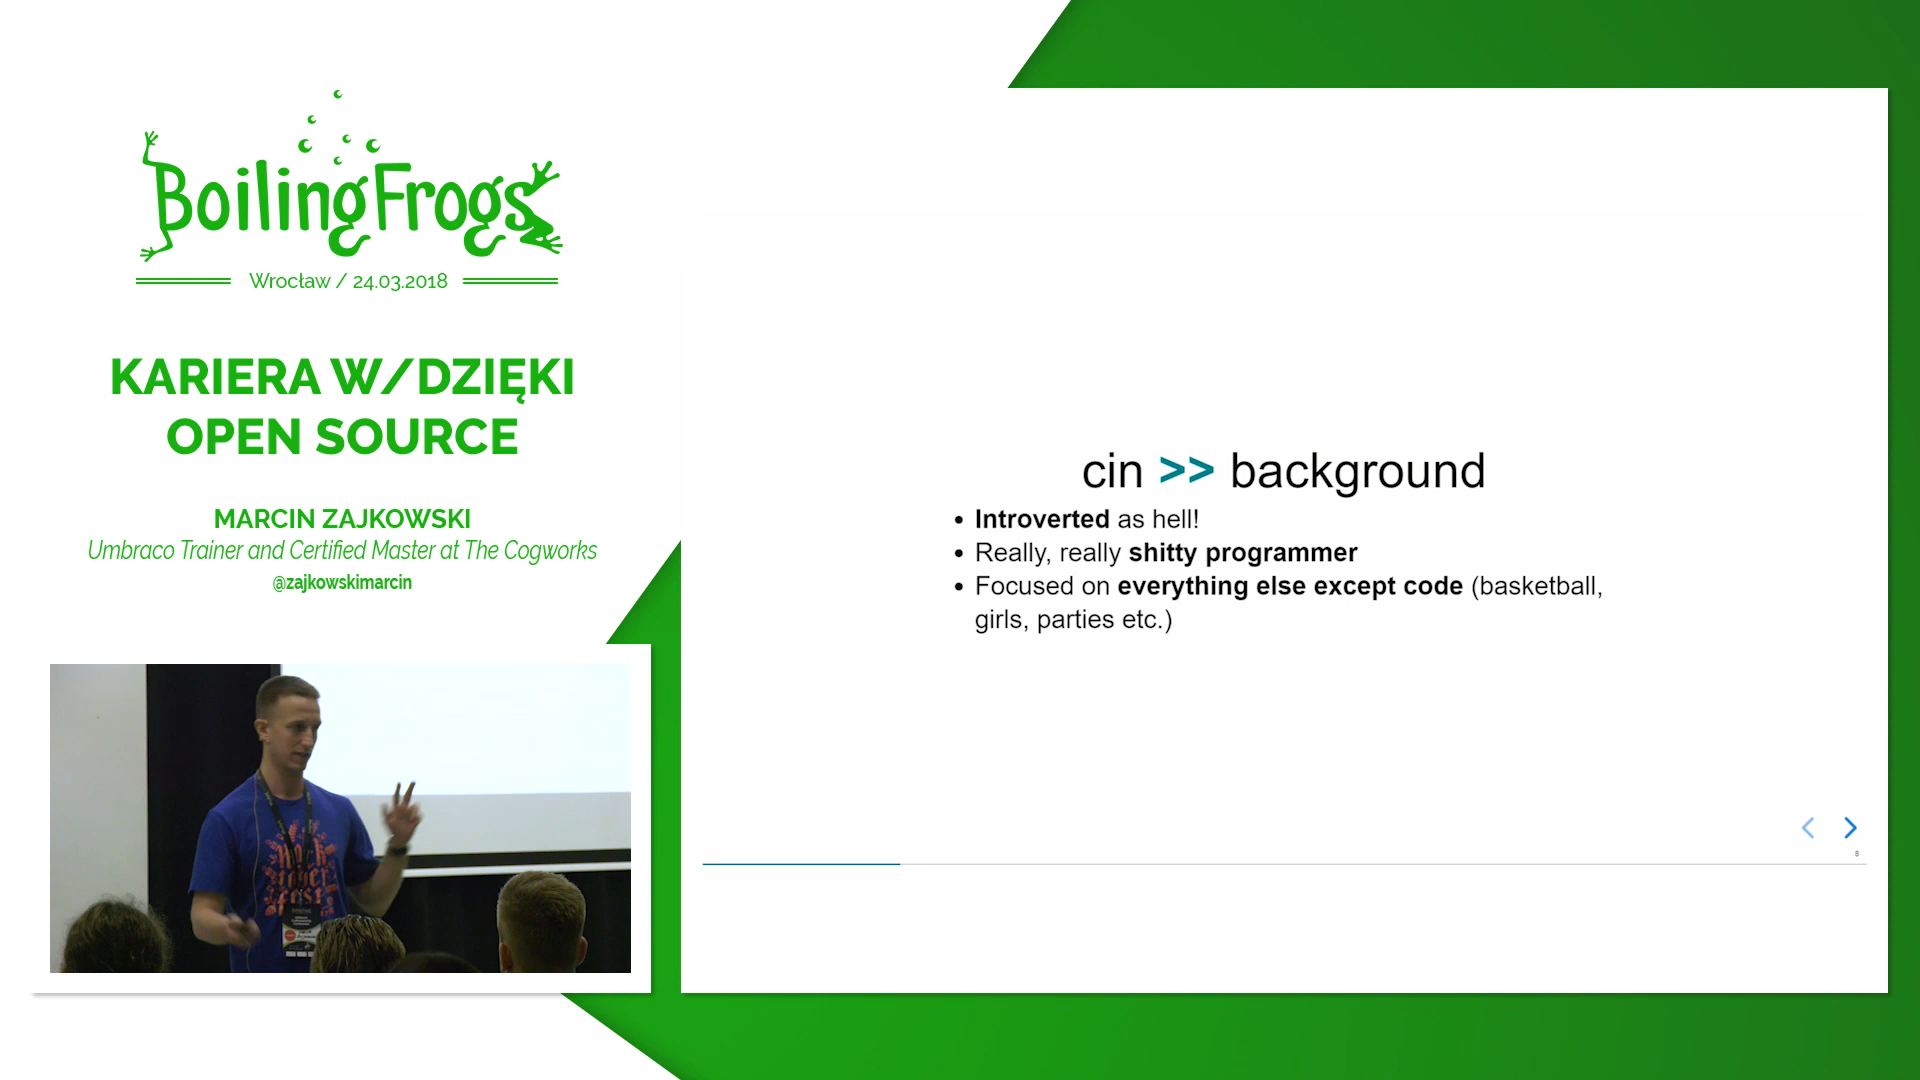 BoilingFrogs
Wrocław / 24.03.2018
KARIERA W/DZIĘKI
OPEN SOURCE
MARCIN ZAJKOWSKI
Umbraco Trainer and Certified Master at The Cogworks
@zajkowskimarcin
cin >> background
• Introverted as hell!
• Really, really shitty programmer
• Focused on everything else except code (basketball,
girls, parties etc.)
8